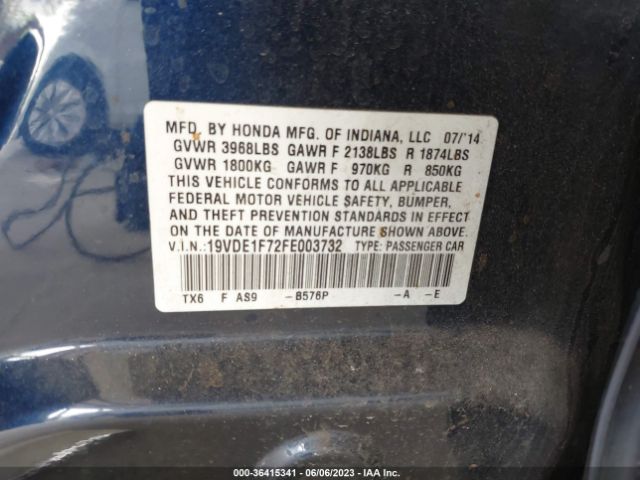 MFD. BY HONDA MFG. OF INDIANA, LLC 07/'14
GVWR 3968LBS GAWR F 2138LBS R 1874LBS
GVWR 1800KG GAWR F 970KG R 850KG
THIS VEHICLE CONFORMS TO ALL APPLICABLE
FEDERAL MOTOR VEHICLE SAFETY, BUMPER,
AND THEFT PREVENTION STANDARDS IN EFFECT
ON THE DATE OF MANUFACTURE SHOWN ABOVE.
V.I.N.:19VDE1F72FE003732 TYPE: PASSENGER CAR
TX6 F AS9 -B576P -A -E
000-36415341 - 06/06/2023 - IAA Inc.